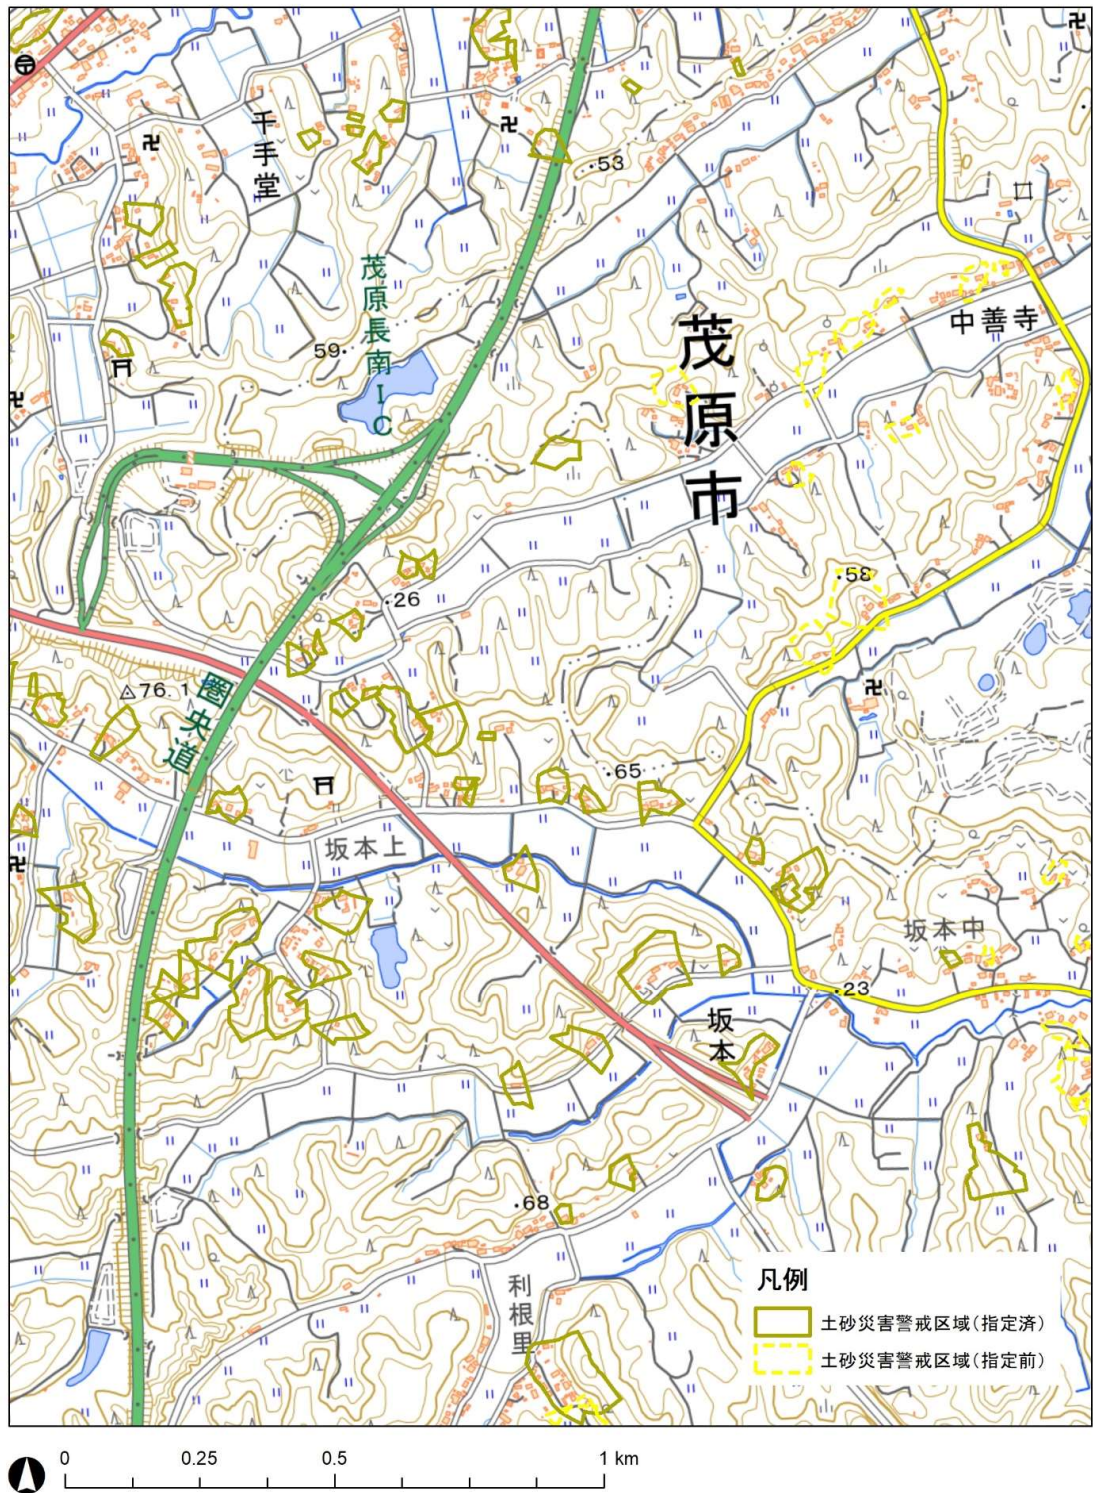 千手堂
53
茂原長南IC
59
茂原市
中善寺
58
26
76.1
圏央道
65
坂本上
坂本中
23
坂本
68
利根里
凡例
土砂災害警戒区域(指定済)
土砂災害警戒区域(指定前)
0 0.25 0.5 1 km